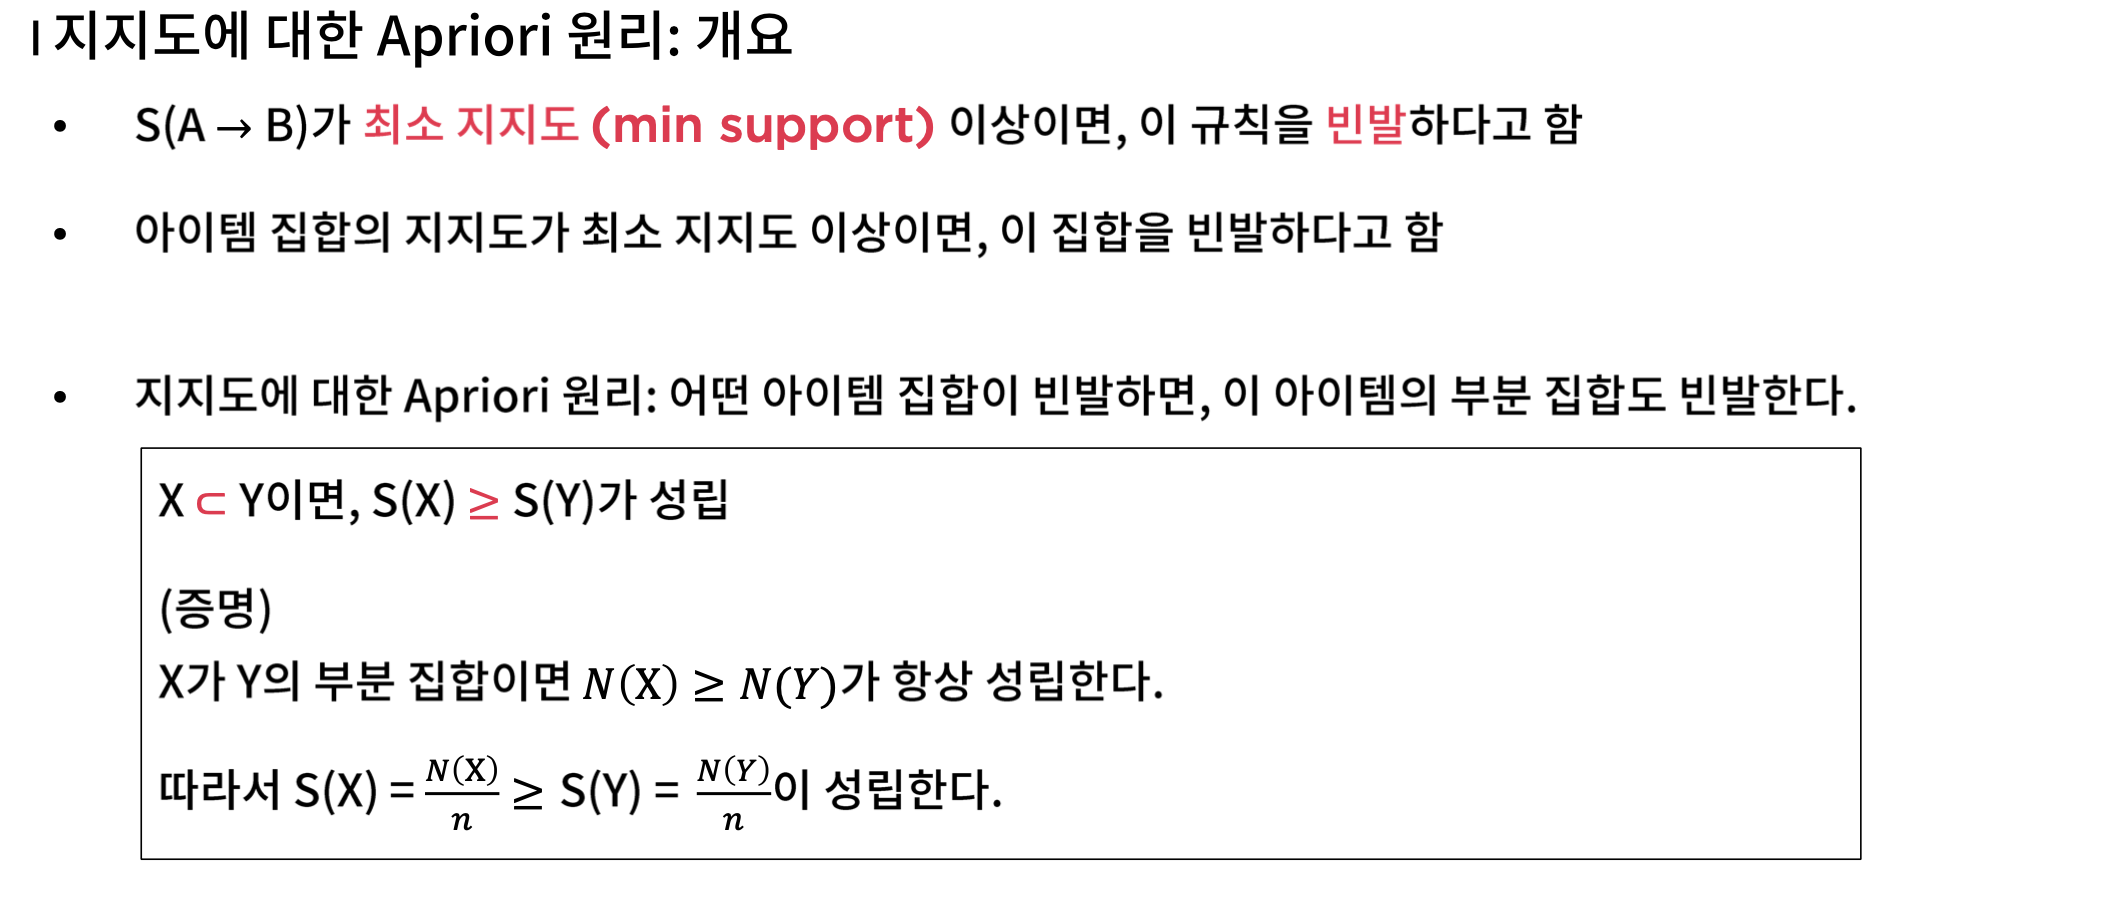 | 지지도에 대한 Apriori 원리: 개요
• S(A → B)가 최소 지지도 (min support) 이상이면, 이 규칙을 빈발하다고 함
• 아이템 집합의 지지도가 최소 지지도 이상이면, 이 집합을 빈발하다고 함
• 지지도에 대한 Apriori 원리: 어떤 아이템 집합이 빈발하면, 이 아이템의 부분 집합도 빈발한다.
X ⊂ Y이면, S(X) ≥ S(Y)가 성립
(증명)
X가 Y의 부분 집합이면 N(X) ≥ N(Y)가 항상 성립한다.
따라서 S(X) = N(X)/n ≥ S(Y) = N(Y)/n이 성립한다.